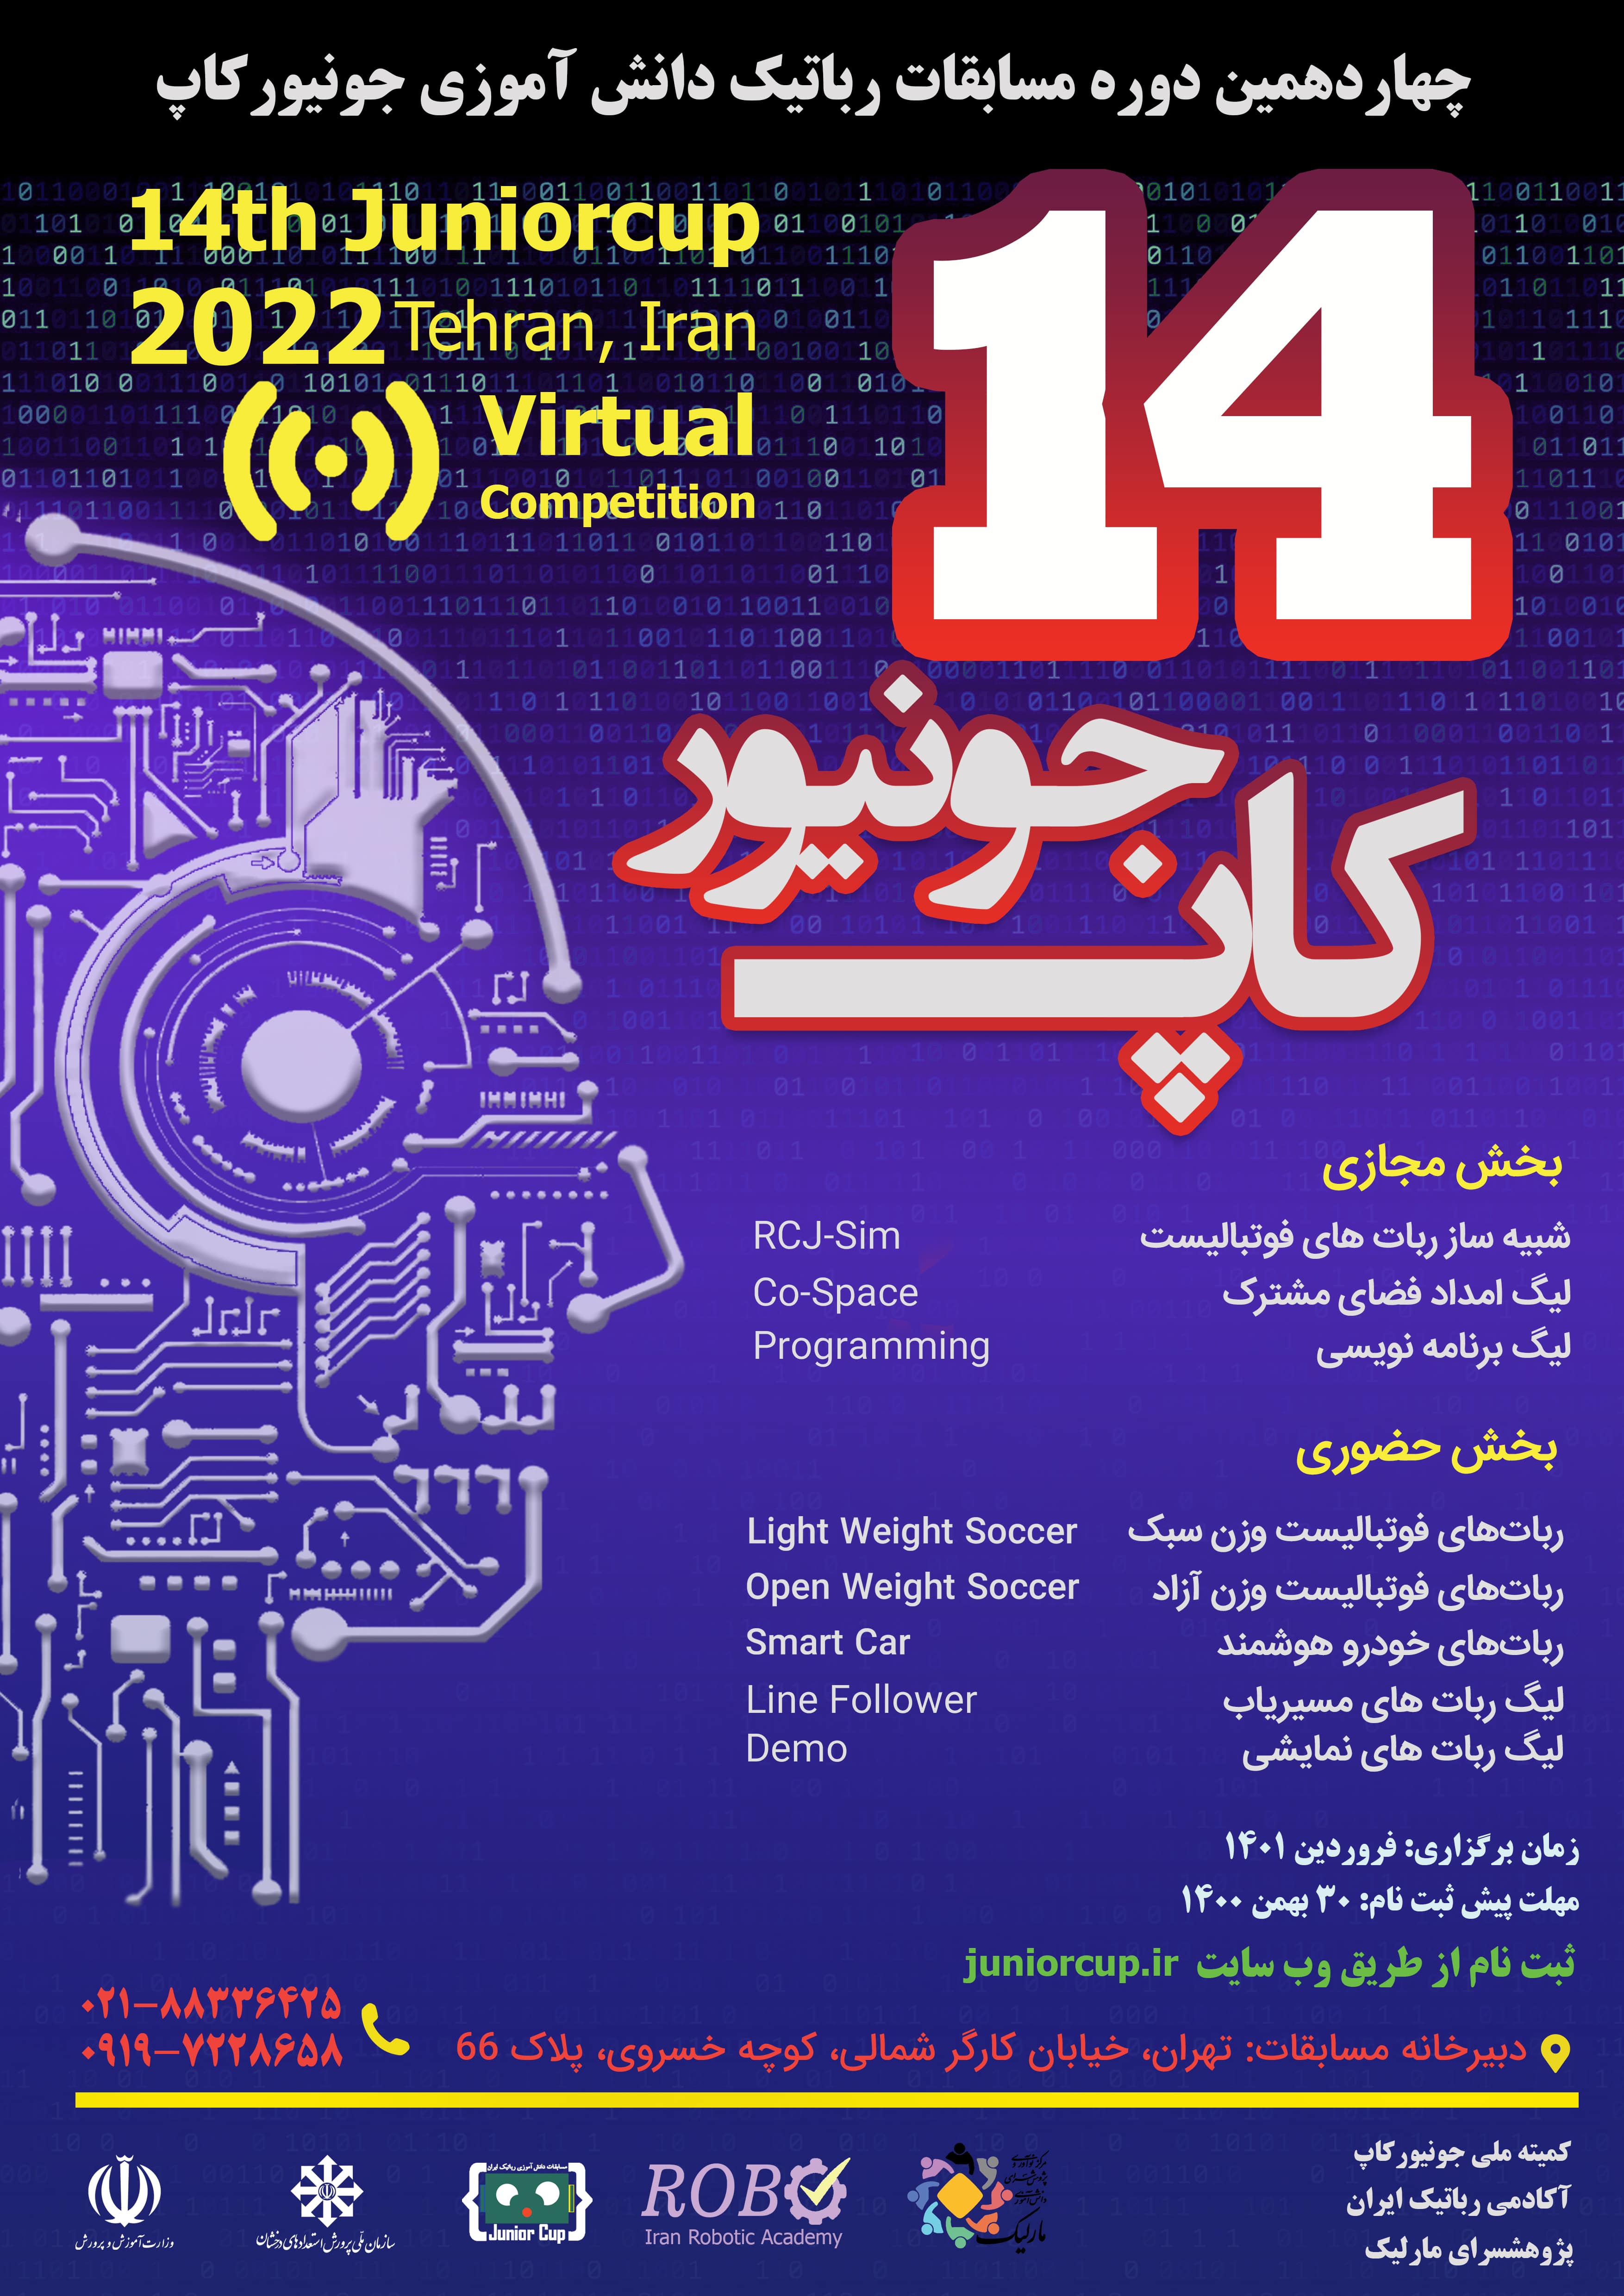 چهاردهمین دوره مسابقات رباتیک دانش آموزی جونیور کاپ
14th Juniorcup
2022 Tehran, Iran
Virtual
Competition
14
جونیور
کاپ
بخش مجازی
شبیه ساز ربات های فوتبالیست RCJ-Sim
لیگ امداد فضای مشترک Co-Space
لیگ برنامه نویسی Programming
بخش حضوری
ربات‌های فوتبالیست وزن سبک Light Weight Soccer
ربات‌های فوتبالیست وزن آزاد Open Weight Soccer
ربات‌های خودرو هوشمند Smart Car
لیگ ربات های مسیریاب Line Follower
لیگ ربات های نمایشی Demo
زمان برگزاری: فروردین ۱۴۰۱
مهلت پیش ثبت نام: ۳۰ بهمن ۱۴۰۰
ثبت نام از طریق وب سایت juniorcup.ir
دبیرخانه مسابقات: تهران، خیابان کارگر شمالی، کوچه خسروی، پلاک 66
۰۲۱-۸۸۳۳۶۴۲۵
۰۹۱۹-۷۲۲۸۶۵۸
کمیته ملی جونیور کاپ
آکادمی رباتیک ایران
پژوهشسرای مارلیک
مارلیک
ROBO
Iran Robotic Academy
مسابقات دانش آموزی رباتیک ایران
Junior Cup
سازمان ملی پرورش استعدادهای درخشان
وزارت آموزش و پرورش